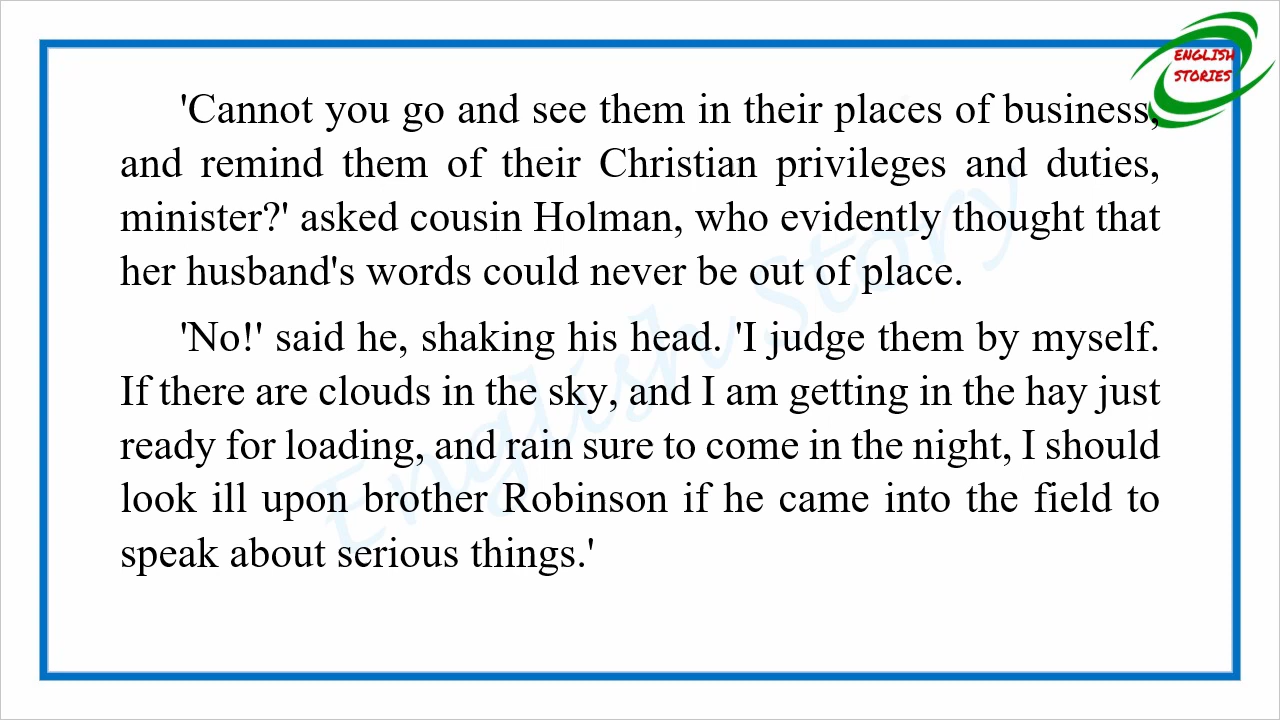 ENGLISH
STORIES
'Cannot you go and see them in their places of business,
and remind them of their Christian privileges and duties,
minister?' asked cousin Holman, who evidently thought that
her husband's words could never be out of place.
'No!' said he, shaking his head. 'I judge them by myself.
If there are clouds in the sky, and I am getting in the hay just
ready for loading, and rain sure to come in the night, I should
look ill upon brother Robinson if he came into the field to
speak about serious things.'
English Story